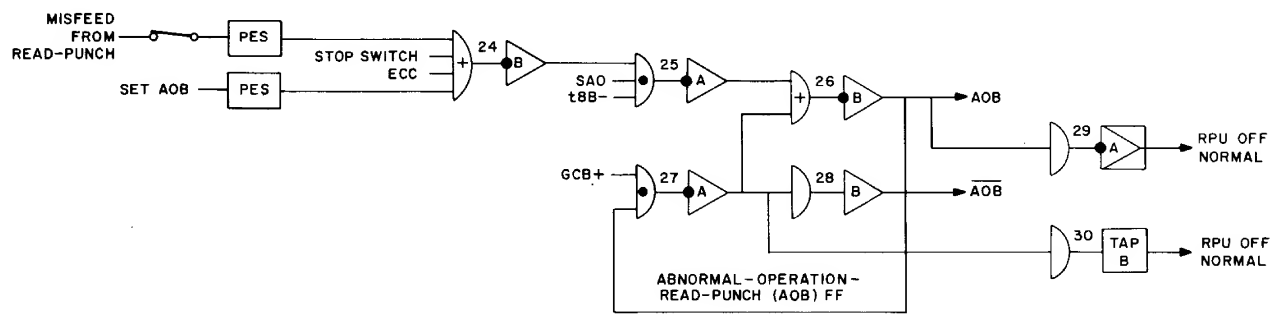 MISFEED
FROM
READ-PUNCH
PES
STOP SWITCH
ECC
SET AOB
PES
24
B
SAO
t8B-
25
A
26
B
AOB
29
A
RPU OFF
NORMAL
GCB+
27
A
28
B
AOB
30
TAP
B
RPU OFF
NORMAL
ABNORMAL-OPERATION-
READ-PUNCH (AOB) FF